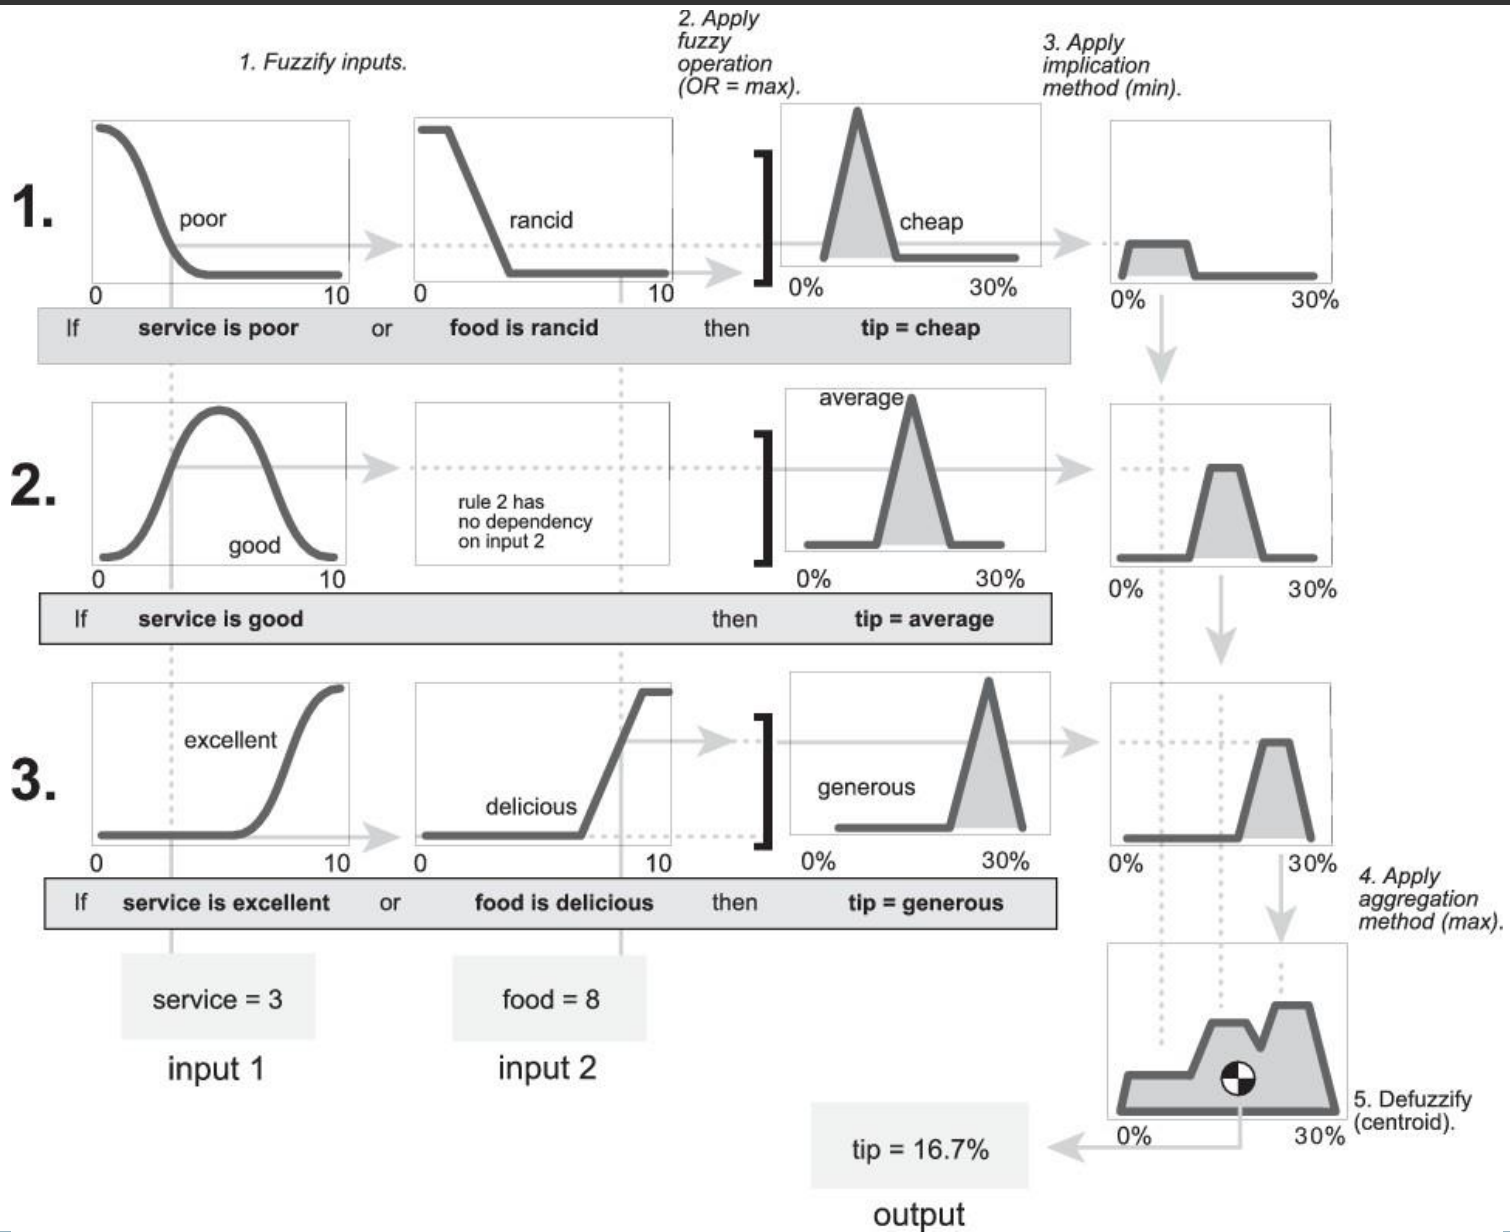 1. Fuzzify inputs.
2. Apply
fuzzy
operation
(OR = max).
3. Apply
implication
method (min).
1.
poor
rancid
cheap
0
10
0
10
0%
30%
0%
30%
If service is poor or food is rancid then tip = cheap
2.
good
rule 2 has
no dependency
on input 2
average
0
10
0%
30%
0%
30%
If service is good then tip = average
3.
excellent
delicious
generous
0
10
0
10
0%
30%
0%
30%
If service is excellent or food is delicious then tip = generous
4. Apply
aggregation
method (max).
service = 3
input 1
food = 8
input 2
0%
30%
5. Defuzzify
(centroid).
tip = 16.7%
output